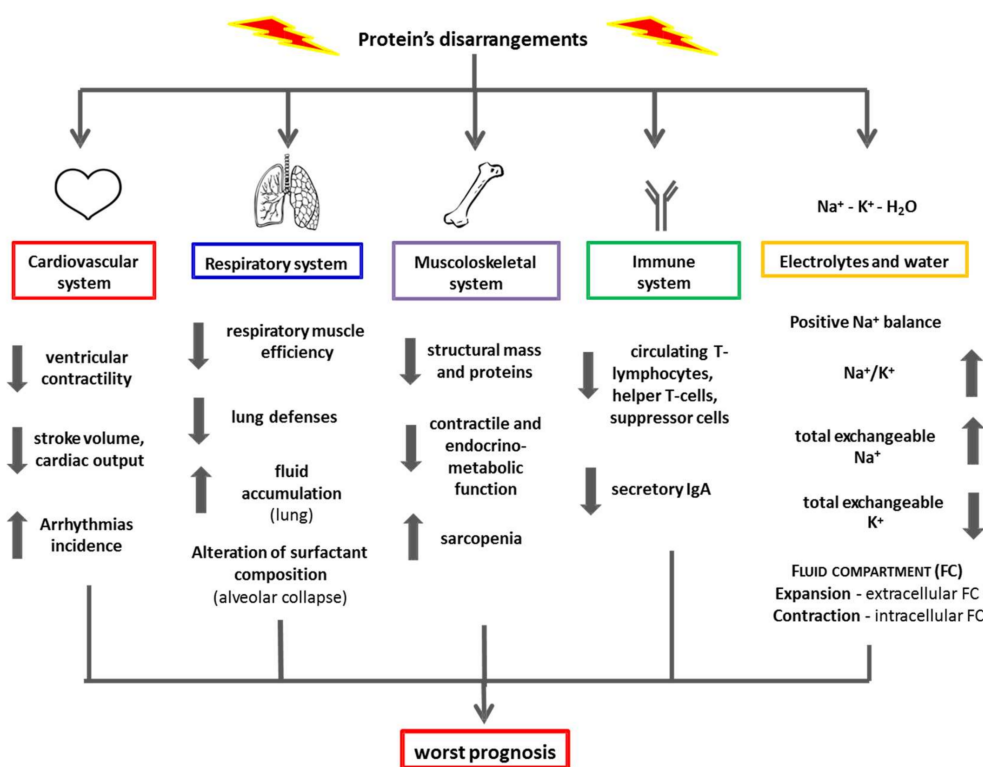 Protein's disarrangements
Na⁺ - K⁺ - H₂O
Cardiovascular
system
Respiratory system
Muscoloskeletal
system
Immune
system
Electrolytes and water
ventricular
contractility
stroke volume,
cardiac output
Arrhythmias
incidence
respiratory muscle
efficiency
lung defenses
fluid
accumulation
(lung)
Alteration of surfactant
composition
(alveolar collapse)
structural mass
and proteins
contractile and
endocrino-
metabolic
function
sarcopenia
circulating T-
lymphocytes,
helper T-cells,
suppressor cells
secretory IgA
Positive Na⁺ balance
Na⁺/K⁺
total exchangeable
Na⁺
total exchangeable
K⁺
FLUID COMPARTMENT (FC)
Expansion - extracellular FC
Contraction - intracellular FC
worst prognosis